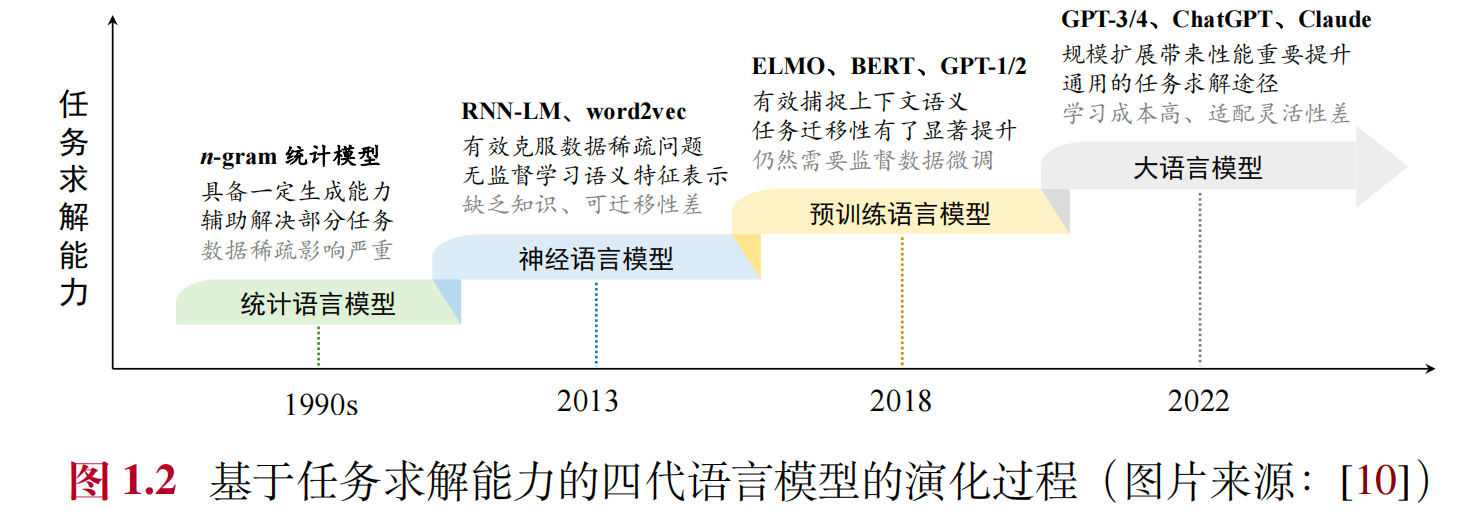 任务求解能力
n-gram 统计模型
具备一定生成能力
辅助解决部分任务
数据稀疏影响严重
统计语言模型
1990s
RNN-LM、word2vec
有效克服数据稀疏问题
无监督学习语义特征表示
缺乏知识、可迁移性差
神经语言模型
2013
ELMO、BERT、GPT-1/2
有效捕捉上下文语义
任务迁移性有了显著提升
仍然需要监督数据微调
预训练语言模型
2018
GPT-3/4、ChatGPT、Claude
规模扩展带来性能重要提升
通用的任务求解途径
学习成本高、适配灵活性差
大语言模型
2022
图 1.2 基于任务求解能力的四代语言模型的演化过程（图片来源：[10]）